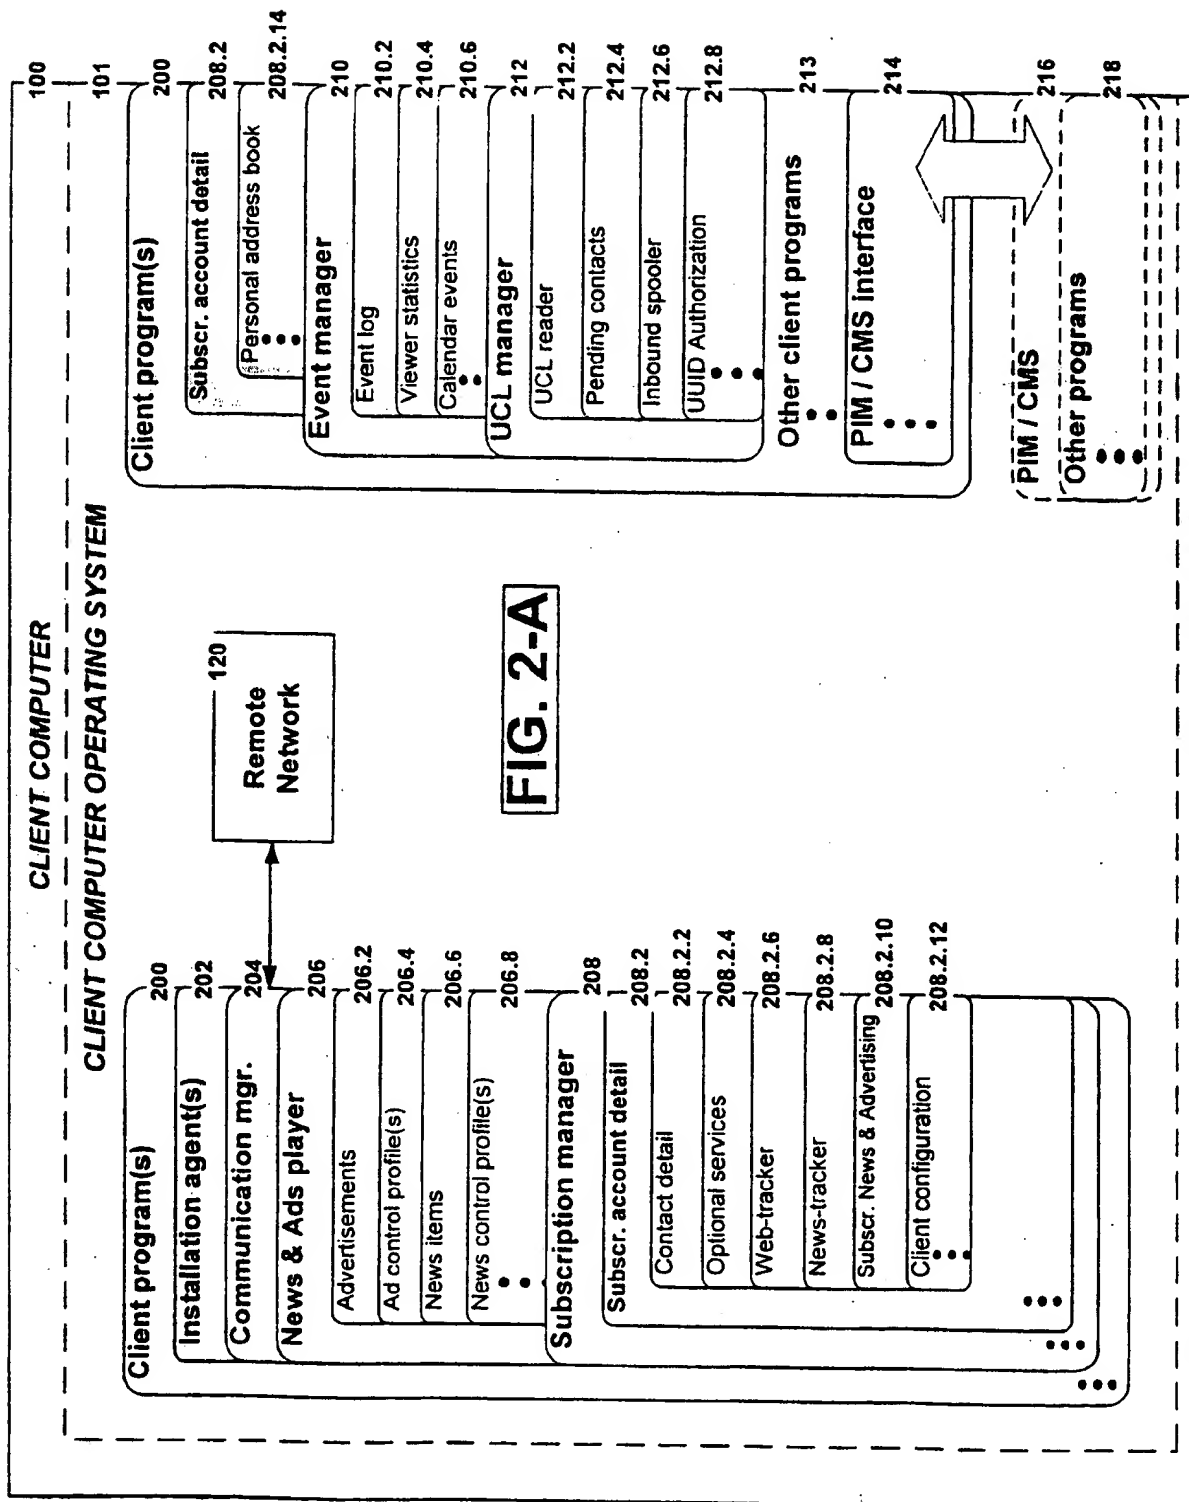 CLIENT COMPUTER
100
CLIENT COMPUTER OPERATING SYSTEM
101
Client program(s)
200
Installation agent(s)
202
Communication mgr.
204
News & Ads player
206
Advertisements
206.2
Ad control profile(s)
206.4
News items
206.6
News control profile(s)
206.8
Subscription manager
208
Subscr. account detail
208.2
Contact detail
208.2.2
Optional services
208.2.4
Web-tracker
208.2.6
News-tracker
208.2.8
Subscr. News & Advertising
208.2.10
Client configuration
208.2.12
120
Remote
Network
FIG. 2-A
Client program(s)
200
Subscr. account detail
208.2
Personal address book
208.2.14
Event manager
210
Event log
210.2
Viewer statistics
210.4
Calendar events
210.6
UCL manager
212
UCL reader
212.2
Pending contacts
212.4
Inbound spooler
212.6
UUID Authorization
212.8
Other client programs
213
PIM / CMS interface
214
PIM / CMS
216
Other programs
218